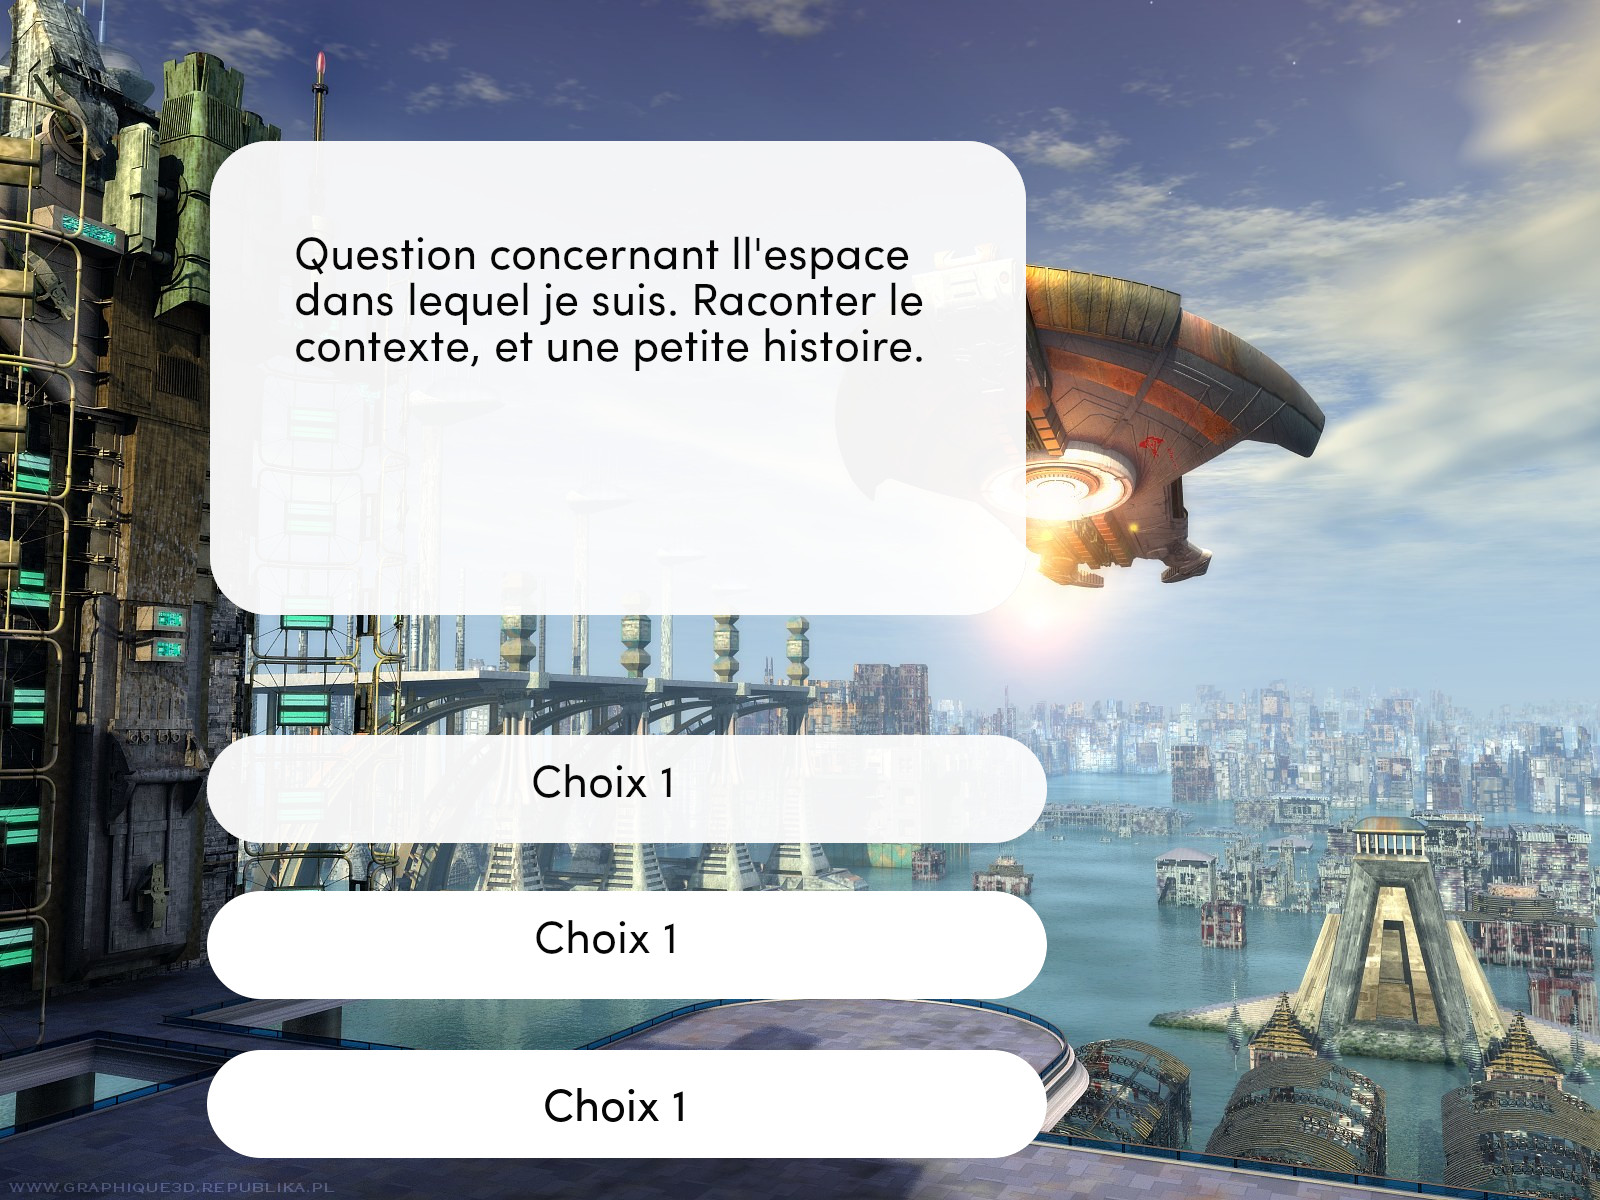 Question concernant ll'espace
dans lequel je suis. Raconter le
contexte, et une petite histoire.
Choix 1
Choix 1
Choix 1
WWW.GRAPHIQUE3D.REPUBLIKA.PL